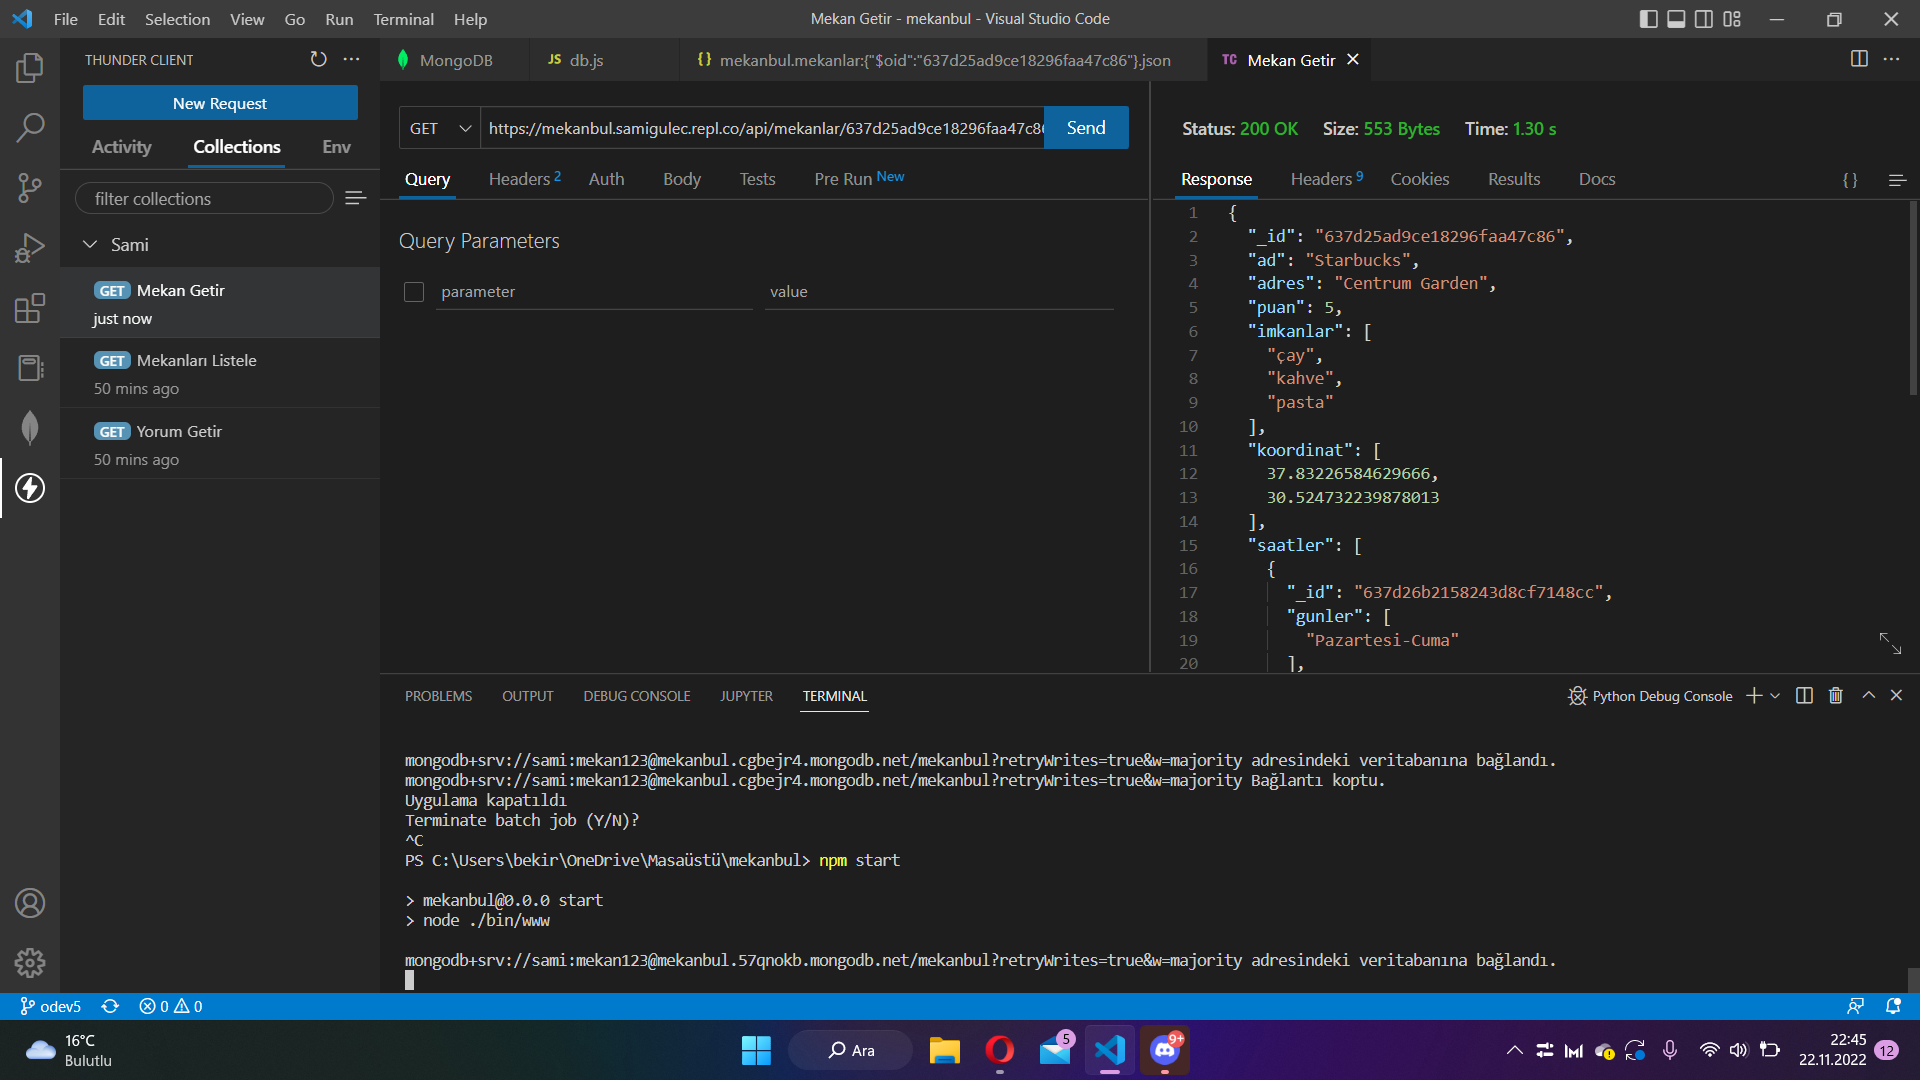 File Edit Selection View Go Run Terminal Help
Mekan Getir - mekanbul - Visual Studio Code
THUNDER CLIENT
New Request
Activity Collections Env
filter collections
Sami
GET Mekan Getir
just now
GET Mekanları Listele
50 mins ago
GET Yorum Getir
50 mins ago
MongoDB
JS db.js
{} mekanbul.mekanlar:{"$oid":"637d25ad9ce18296faa47c86"}.json
TC Mekan Getir
GET https://mekanbul.samigulec.repl.co/api/mekanlar/637d25ad9ce18296faa47c86 Send
Query Headers 2 Auth Body Tests Pre Run New
Query Parameters
parameter value
Status: 200 OK Size: 553 Bytes Time: 1.30 s
Response Headers 9 Cookies Results Docs { }
1 {
2 "_id": "637d25ad9ce18296faa47c86",
3 "ad": "Starbucks",
4 "adres": "Centrum Garden",
5 "puan": 5,
6 "imkanlar": [
7 "çay",
8 "kahve",
9 "pasta"
10 ],
11 "koordinat": [
12 37.83226584629666,
13 30.524732239878013
14 ],
15 "saatler": [
16 {
17 "_id": "637d26b2158243d8cf7148cc",
18 "gunler": [
19 "Pazartesi-Cuma"
20 ],
PROBLEMS OUTPUT DEBUG CONSOLE JUPYTER TERMINAL
Python Debug Console
mongodb+srv://sami:mekan123@mekanbul.cgbejr4.mongodb.net/mekanbul?retryWrites=true&w=majority adresindeki veritabanına bağlandı.
mongodb+srv://sami:mekan123@mekanbul.cgbejr4.mongodb.net/mekanbul?retryWrites=true&w=majority Bağlantı koptu.
Uygulama kapatıldı
Terminate batch job (Y/N)?
^C
PS C:\Users\bekir\OneDrive\Masaüstü\mekanbul> npm start
> mekanbul@0.0.0 start
> node ./bin/www
mongodb+srv://sami:mekan123@mekanbul.57qnokb.mongodb.net/mekanbul?retryWrites=true&w=majority adresindeki veritabanına bağlandı.
odev5 0 0
16°C
Bulutlu
Ara
5
9+
22:45
22.11.2022
12